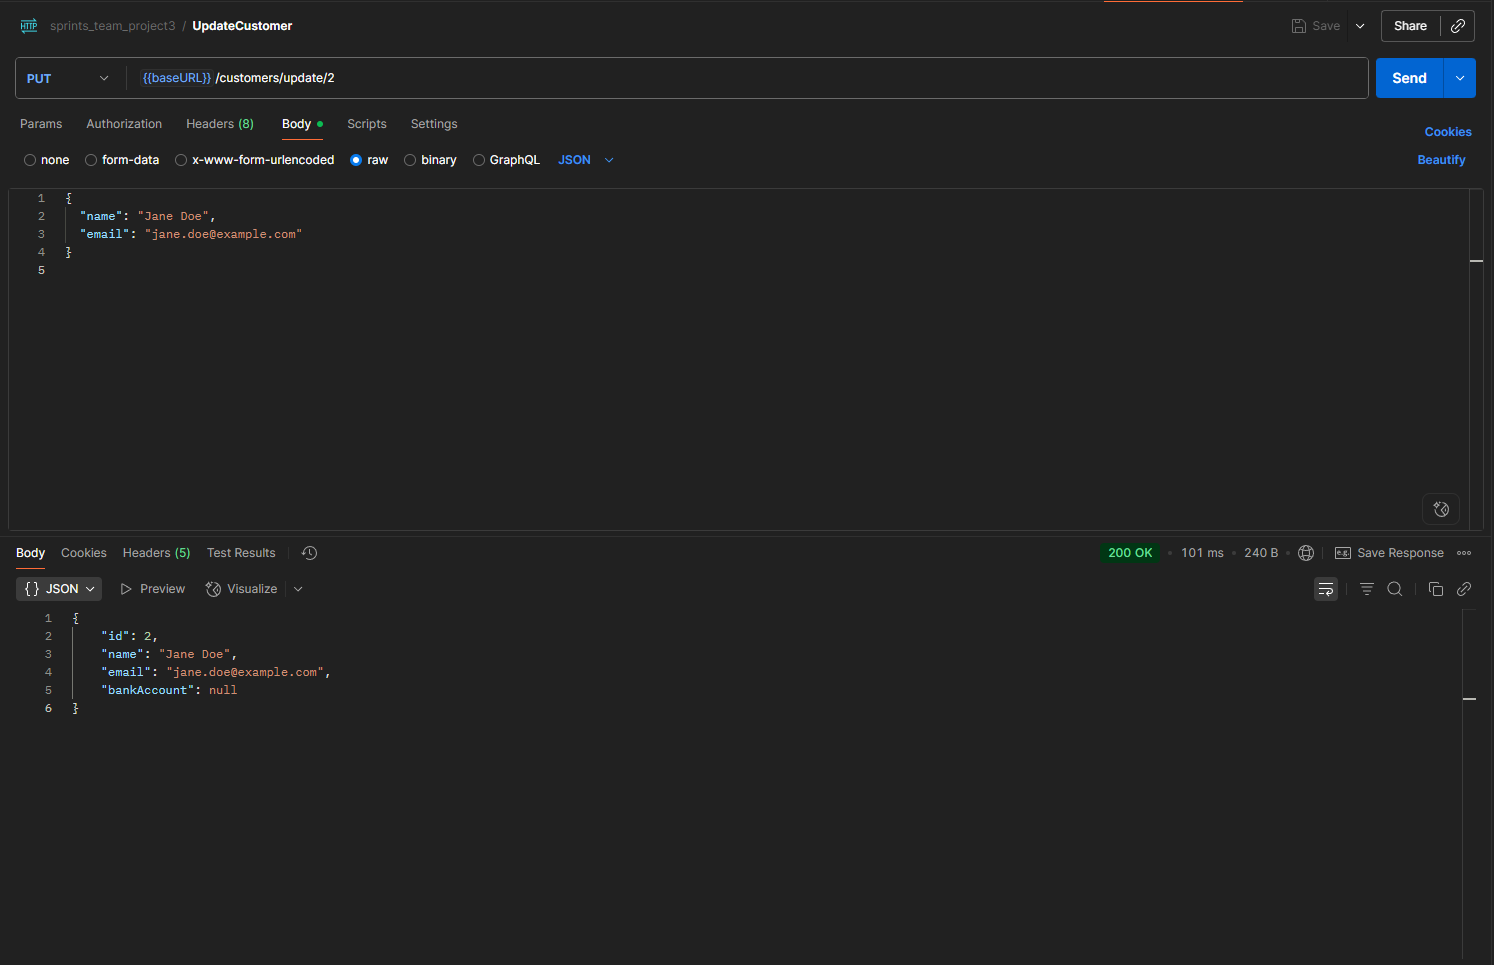 HTTP sprints_team_project3 / UpdateCustomer Save Share
PUT {{baseURL}} /customers/update/2 Send
Params Authorization Headers (8) Body Scripts Settings Cookies
none form-data x-www-form-urlencoded raw binary GraphQL JSON Beautify
1 {
2 "name": "Jane Doe",
3 "email": "jane.doe@example.com"
4 }
5
Body Cookies Headers (5) Test Results 200 OK • 101 ms • 240 B • e.g. Save Response
{ } JSON Preview Visualize
1 {
2 "id": 2,
3 "name": "Jane Doe",
4 "email": "jane.doe@example.com",
5 "bankAccount": null
6 }